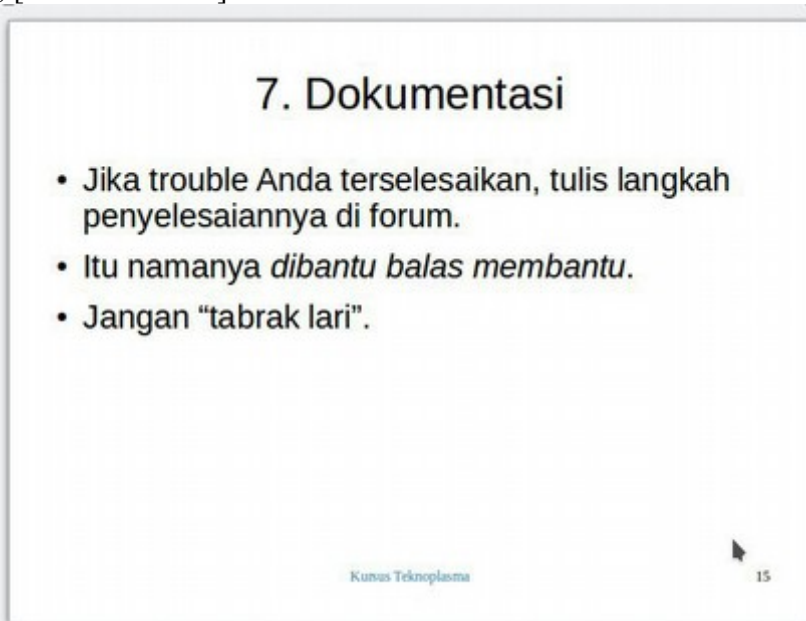 7. Dokumentasi
• Jika trouble Anda terselesaikan, tulis langkah
penyelesaiannya di forum.
• Itu namanya dibantu balas membantu.
• Jangan “tabrak lari”.
Kursus Teknoplasma
15